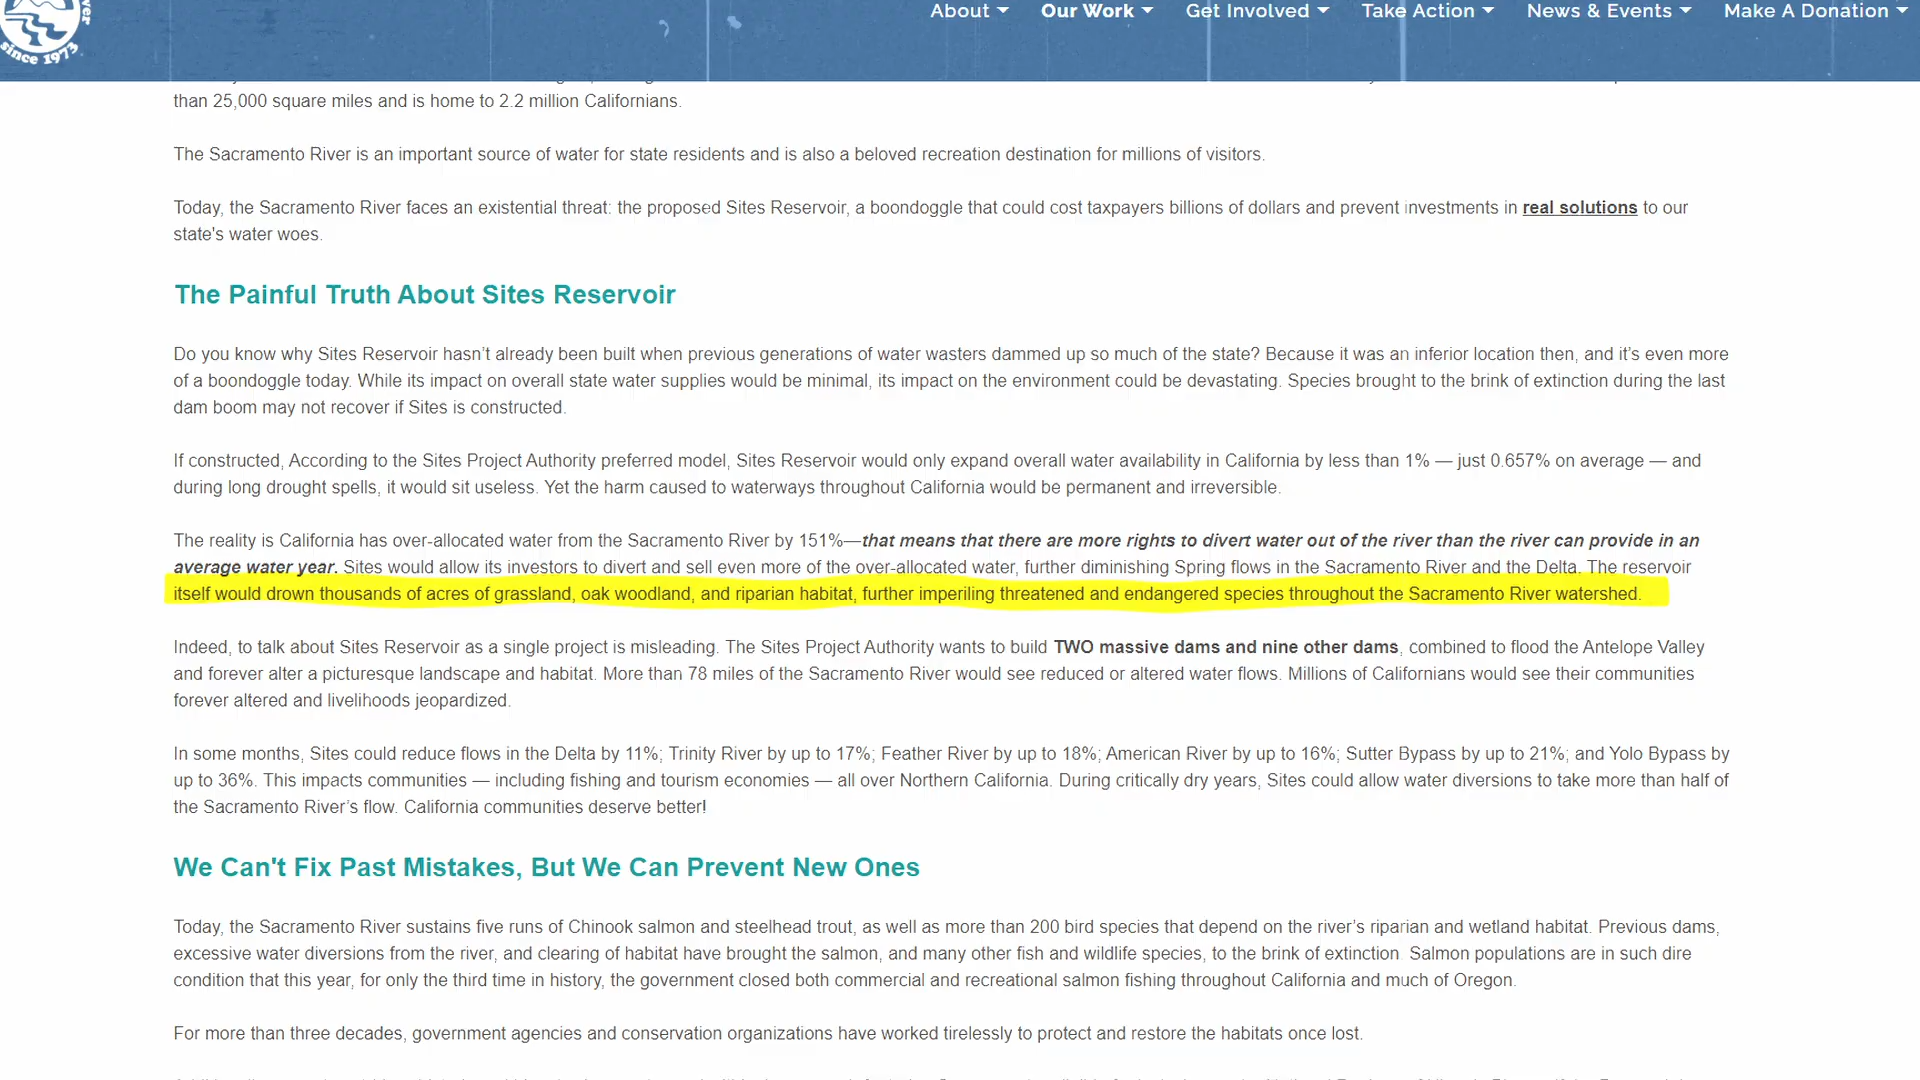 About
Our Work
Get Involved
Take Action
News & Events
Make A Donation
since 1973
than 25,000 square miles and is home to 2.2 million Californians.
The Sacramento River is an important source of water for state residents and is also a beloved recreation destination for millions of visitors.
Today, the Sacramento River faces an existential threat: the proposed Sites Reservoir, a boondoggle that could cost taxpayers billions of dollars and prevent investments in real solutions to our
state's water woes.
The Painful Truth About Sites Reservoir
Do you know why Sites Reservoir hasn’t already been built when previous generations of water wasters dammed up so much of the state? Because it was an inferior location then, and it’s even more
of a boondoggle today. While its impact on overall state water supplies would be minimal, its impact on the environment could be devastating. Species brought to the brink of extinction during the last
dam boom may not recover if Sites is constructed.
If constructed, According to the Sites Project Authority preferred model, Sites Reservoir would only expand overall water availability in California by less than 1% — just 0.657% on average — and
during long drought spells, it would sit useless. Yet the harm caused to waterways throughout California would be permanent and irreversible.
The reality is California has over-allocated water from the Sacramento River by 151%—that means that there are more rights to divert water out of the river than the river can provide in an
average water year. Sites would allow its investors to divert and sell even more of the over-allocated water, further diminishing Spring flows in the Sacramento River and the Delta. The reservoir
itself would drown thousands of acres of grassland, oak woodland, and riparian habitat, further imperiling threatened and endangered species throughout the Sacramento River watershed.
Indeed, to talk about Sites Reservoir as a single project is misleading. The Sites Project Authority wants to build TWO massive dams and nine other dams, combined to flood the Antelope Valley
and forever alter a picturesque landscape and habitat. More than 78 miles of the Sacramento River would see reduced or altered water flows. Millions of Californians would see their communities
forever altered and livelihoods jeopardized.
In some months, Sites could reduce flows in the Delta by 11%; Trinity River by up to 17%; Feather River by up to 18%; American River by up to 16%; Sutter Bypass by up to 21%; and Yolo Bypass by
up to 36%. This impacts communities — including fishing and tourism economies — all over Northern California. During critically dry years, Sites could allow water diversions to take more than half of
the Sacramento River’s flow. California communities deserve better!
We Can't Fix Past Mistakes, But We Can Prevent New Ones
Today, the Sacramento River sustains five runs of Chinook salmon and steelhead trout, as well as more than 200 bird species that depend on the river’s riparian and wetland habitat. Previous dams,
excessive water diversions from the river, and clearing of habitat have brought the salmon, and many other fish and wildlife species, to the brink of extinction. Salmon populations are in such dire
condition that this year, for only the third time in history, the government closed both commercial and recreational salmon fishing throughout California and much of Oregon.
For more than three decades, government agencies and conservation organizations have worked tirelessly to protect and restore the habitats once lost.